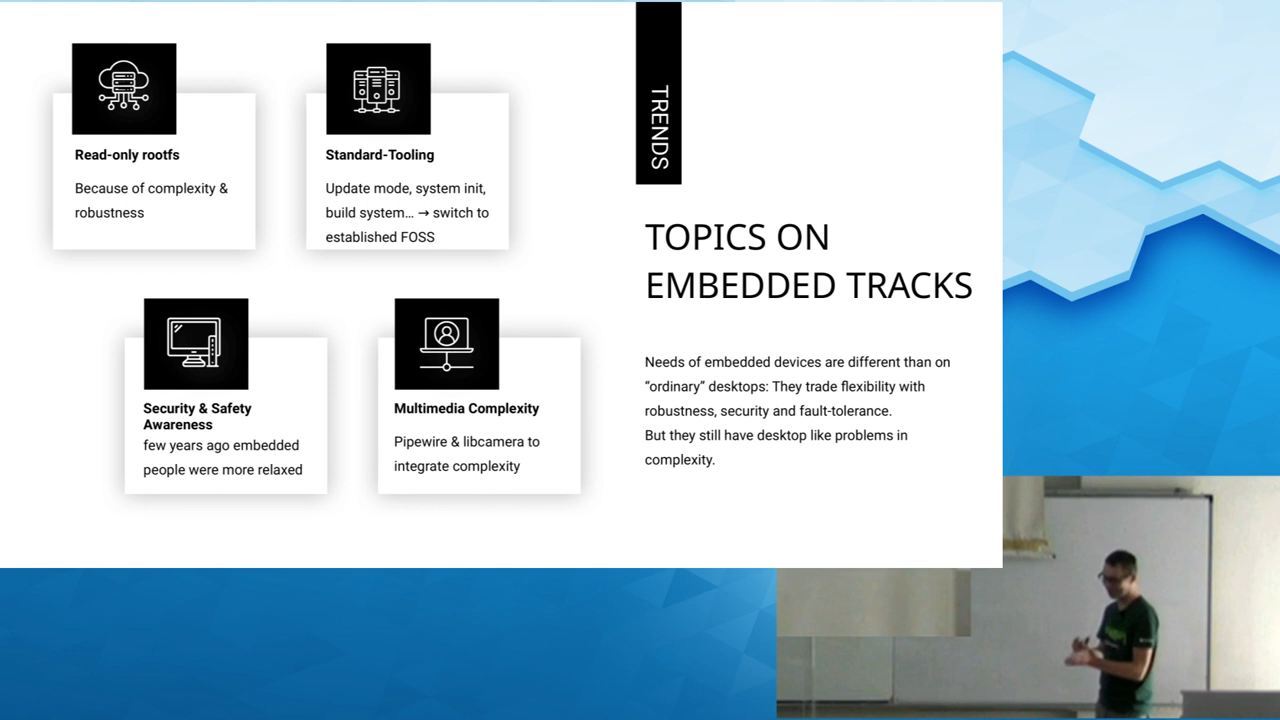 Read-only rootfs
Because of complexity &
robustness
Standard-Tooling
Update mode, system init,
build system... → switch to
established FOSS
Security & Safety
Awareness
few years ago embedded
people were more relaxed
Multimedia Complexity
Pipewire & libcamera to
integrate complexity
TRENDS
TOPICS ON
EMBEDDED TRACKS
Needs of embedded devices are different than on
“ordinary” desktops: They trade flexibility with
robustness, security and fault-tolerance.
But they still have desktop like problems in
complexity.